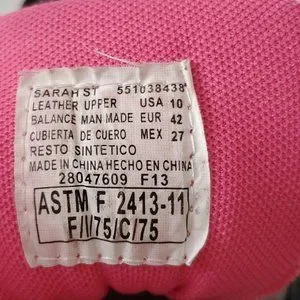 SARAH ST 551038438
LEATHER UPPER USA 10
BALANCE MAN MADE EUR 42
CUBIERTA DE CUERO MEX 27
RESTO SINTETICO
MADE IN CHINA HECHO EN CHINA
28047609 F13
ASTM F 2413-11
F/I/75/C/75